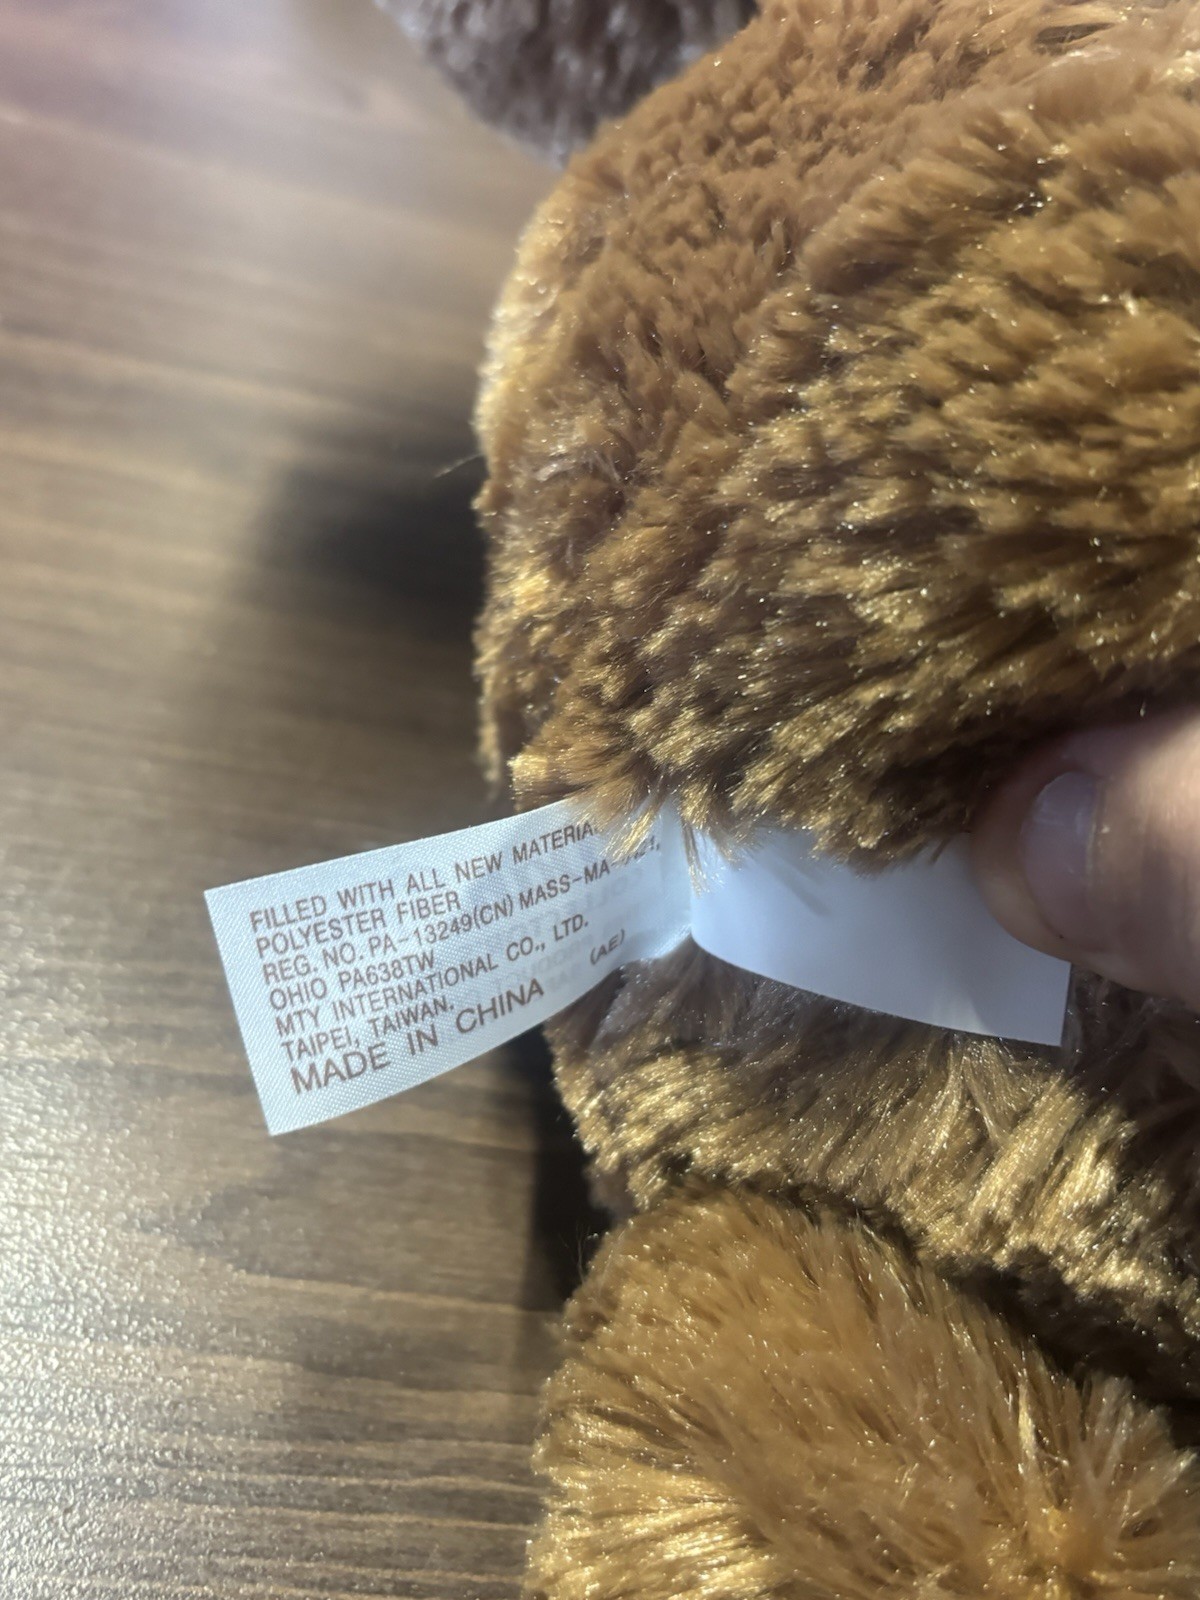 FILLED WITH ALL NEW
POLYESTER FIBER
REG. NO. PA-13249(CN) MASS-MA-
OHIO PA638TW
MTY INTERNATIONAL CO., LTD.
TAIPEI, TAIWAN. (AE)
MADE IN CHINA